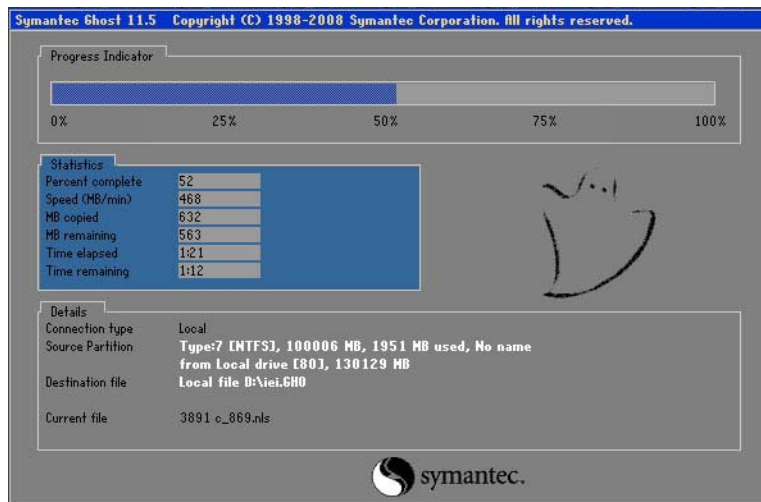 Symantec Ghost 11.5 Copyright (C) 1998-2008 Symantec Corporation. All rights reserved.
Progress Indicator
0% 25% 50% 75% 100%
Statistics
Percent complete 52
Speed (MB/min) 468
MB copied 632
MB remaining 563
Time elapsed 1:21
Time remaining 1:12
Details
Connection type Local
Source Partition Type:7 [NTFS], 100006 MB, 1951 MB used, No name
from Local drive [80], 130129 MB
Destination file Local file D:\iei.GHO
Current file 3891 c_869.nls
symantec.